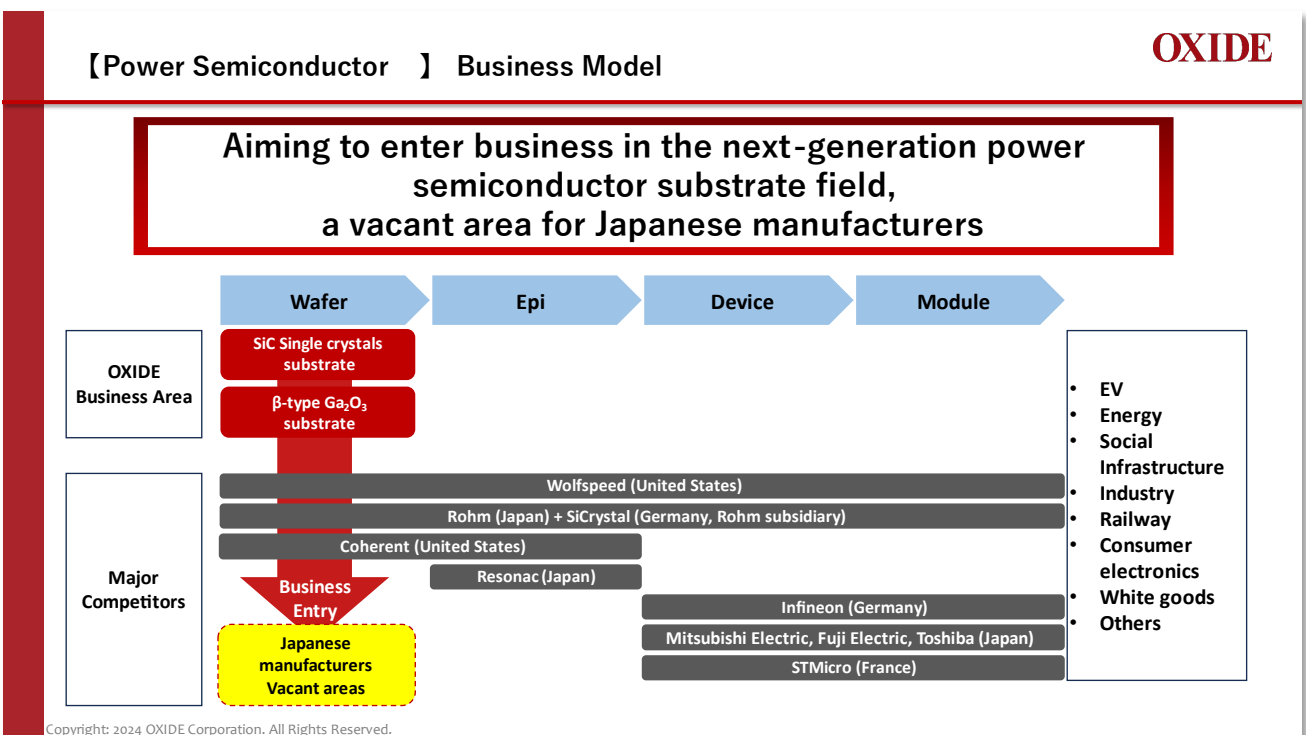 【Power Semiconductor 】 Business Model
OXIDE
Aiming to enter business in the next-generation power
semiconductor substrate field,
a vacant area for Japanese manufacturers
Wafer
Epi
Device
Module
OXIDE
Business Area
SiC Single crystals
substrate
β-type Ga₂O₃
substrate
Major
Competitors
Wolfspeed (United States)
Rohm (Japan) + SiCrystal (Germany, Rohm subsidiary)
Coherent (United States)
Resonac (Japan)
Infineon (Germany)
Mitsubishi Electric, Fuji Electric, Toshiba (Japan)
STMicro (France)
Business
Entry
Japanese
manufacturers
Vacant areas
• EV
• Energy
• Social
Infrastructure
• Industry
• Railway
• Consumer
electronics
• White goods
• Others
Copyright: 2024 OXIDE Corporation. All Rights Reserved.